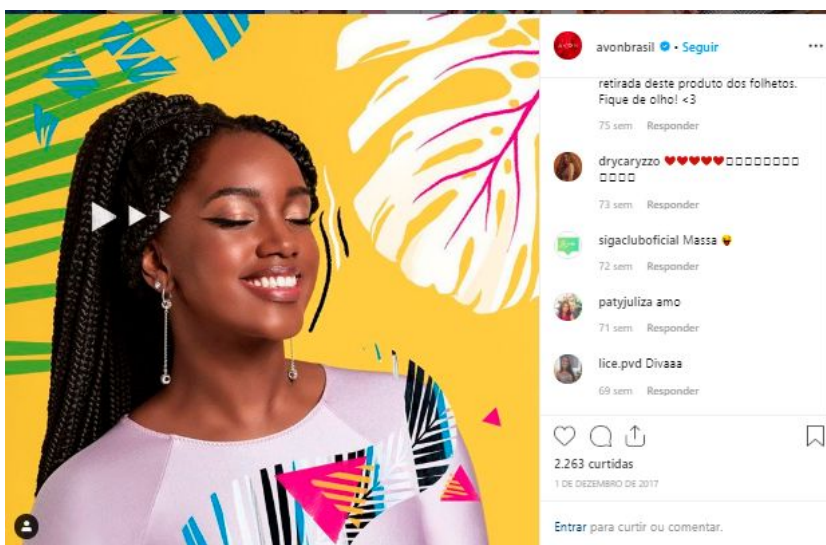 avonbrasil • Seguir
retirada deste produto dos folhetos.
Fique de olho! <3
75 sem Responder
drycaryzzo ❤❤❤❤❤▯▯▯▯▯▯▯▯▯
▯▯▯▯
73 sem Responder
sigacluboficial Massa 😝
72 sem Responder
patyjuliza amo
71 sem Responder
lice.pvd Divaaa
69 sem Responder
2.263 curtidas
1 DE DEZEMBRO DE 2017
Entrar para curtir ou comentar.